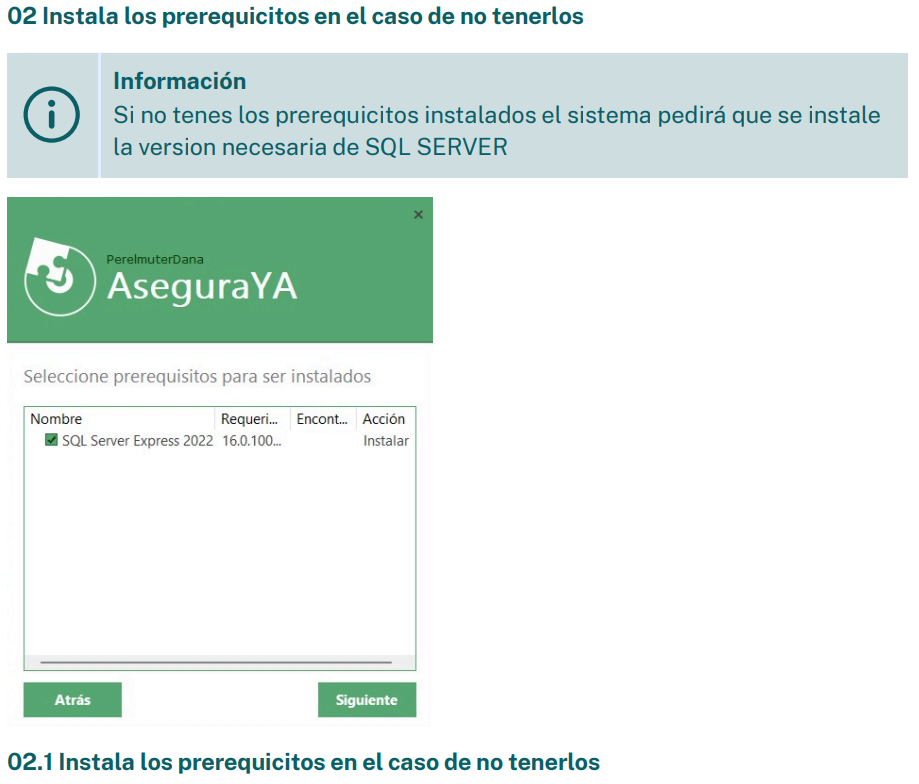 02 Instala los prerequicitos en el caso de no tenerlos
Información
Si no tenes los prerequicitos instalados el sistema pedirá que se instale
la version necesaria de SQL SERVER
PerelmuterDana
AseguraYA
Seleccione prerequisitos para ser instalados
Nombre Requeri... Encont... Acción
SQL Server Express 2022 16.0.100... Instalar
Atrás Siguiente
02.1 Instala los prerequicitos en el caso de no tenerlos